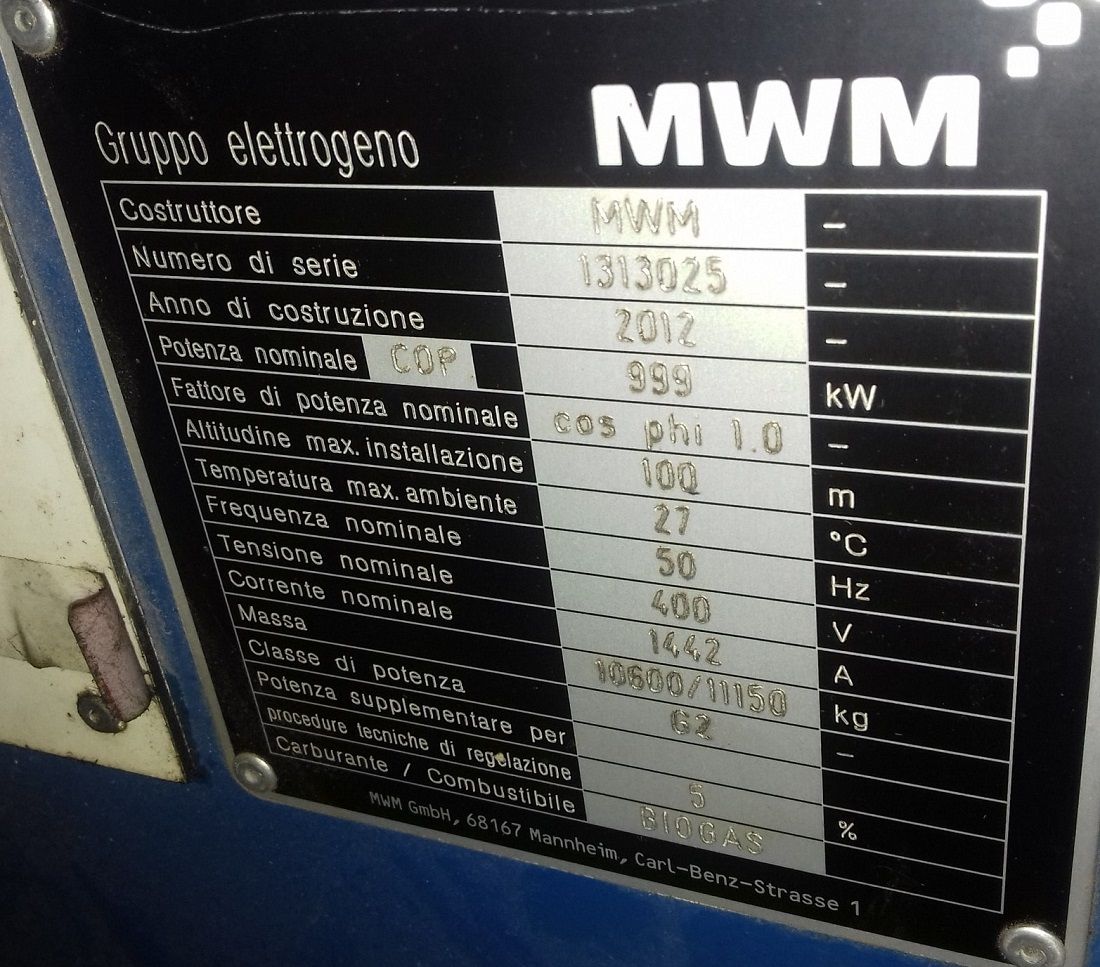 MWM
Gruppo elettrogeno
Costruttore MWM –
Numero di serie 1313025 –
Anno di costruzione 2012 –
Potenza nominale COP 999 kW
Fattore di potenza nominale cos phi 1.0 –
Altitudine max. installazione 100 m
Temperatura max. ambiente 27 °C
Frequenza nominale 50 Hz
Tensione nominale 400 V
Corrente nominale 1442 A
Massa 10600/11150 kg
Classe di potenza G2 –
Potenza supplementare per
procedure tecniche di regolazione 5 %
Carburante / Combustibile BIOGAS
MWM GmbH, 68167 Mannheim, Carl-Benz-Strasse 1